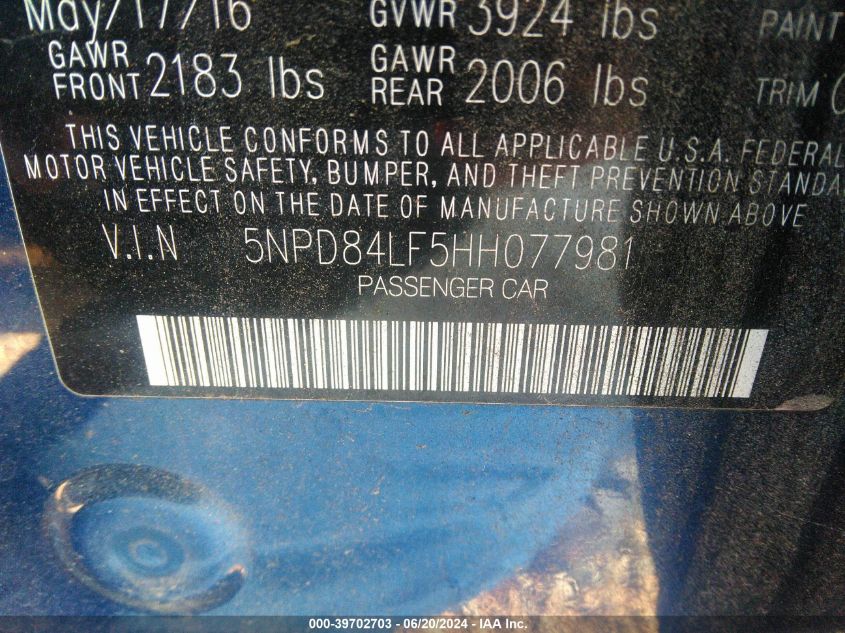 May/17/16 GVWR 3924 lbs PAINT
GAWR FRONT 2183 lbs GAWR REAR 2006 lbs TRIM
THIS VEHICLE CONFORMS TO ALL APPLICABLE U.S.A. FEDERAL
MOTOR VEHICLE SAFETY, BUMPER, AND THEFT PREVENTION STANDA
IN EFFECT ON THE DATE OF MANUFACTURE SHOWN ABOVE
V.I.N 5NPD84LF5HH077981
PASSENGER CAR
000-39702703 - 06/20/2024 - IAA Inc.